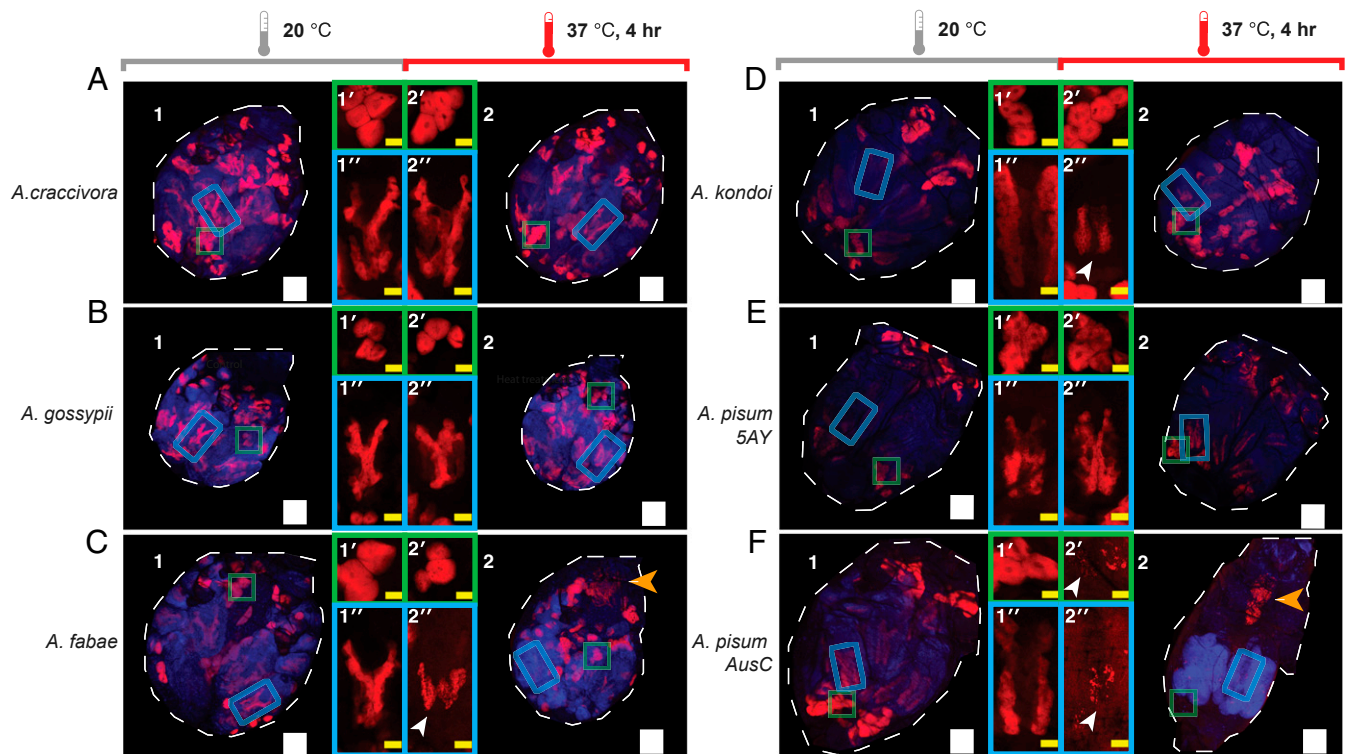 20 °C
37 °C, 4 hr
20 °C
37 °C, 4 hr
A
1
1′
2′
2
1″
2″
A.craccivora
B
1
1′
2′
2
Control
Heat
1″
2″
A. gossypii
C
1
1′
2′
2
1″
2″
A. fabae
D
1
1′
2′
2
1″
2″
A. kondoi
E
1
1′
2′
2
1″
2″
A. pisum
5AY
F
1
1′
2′
2
1″
2″
A. pisum
AusC